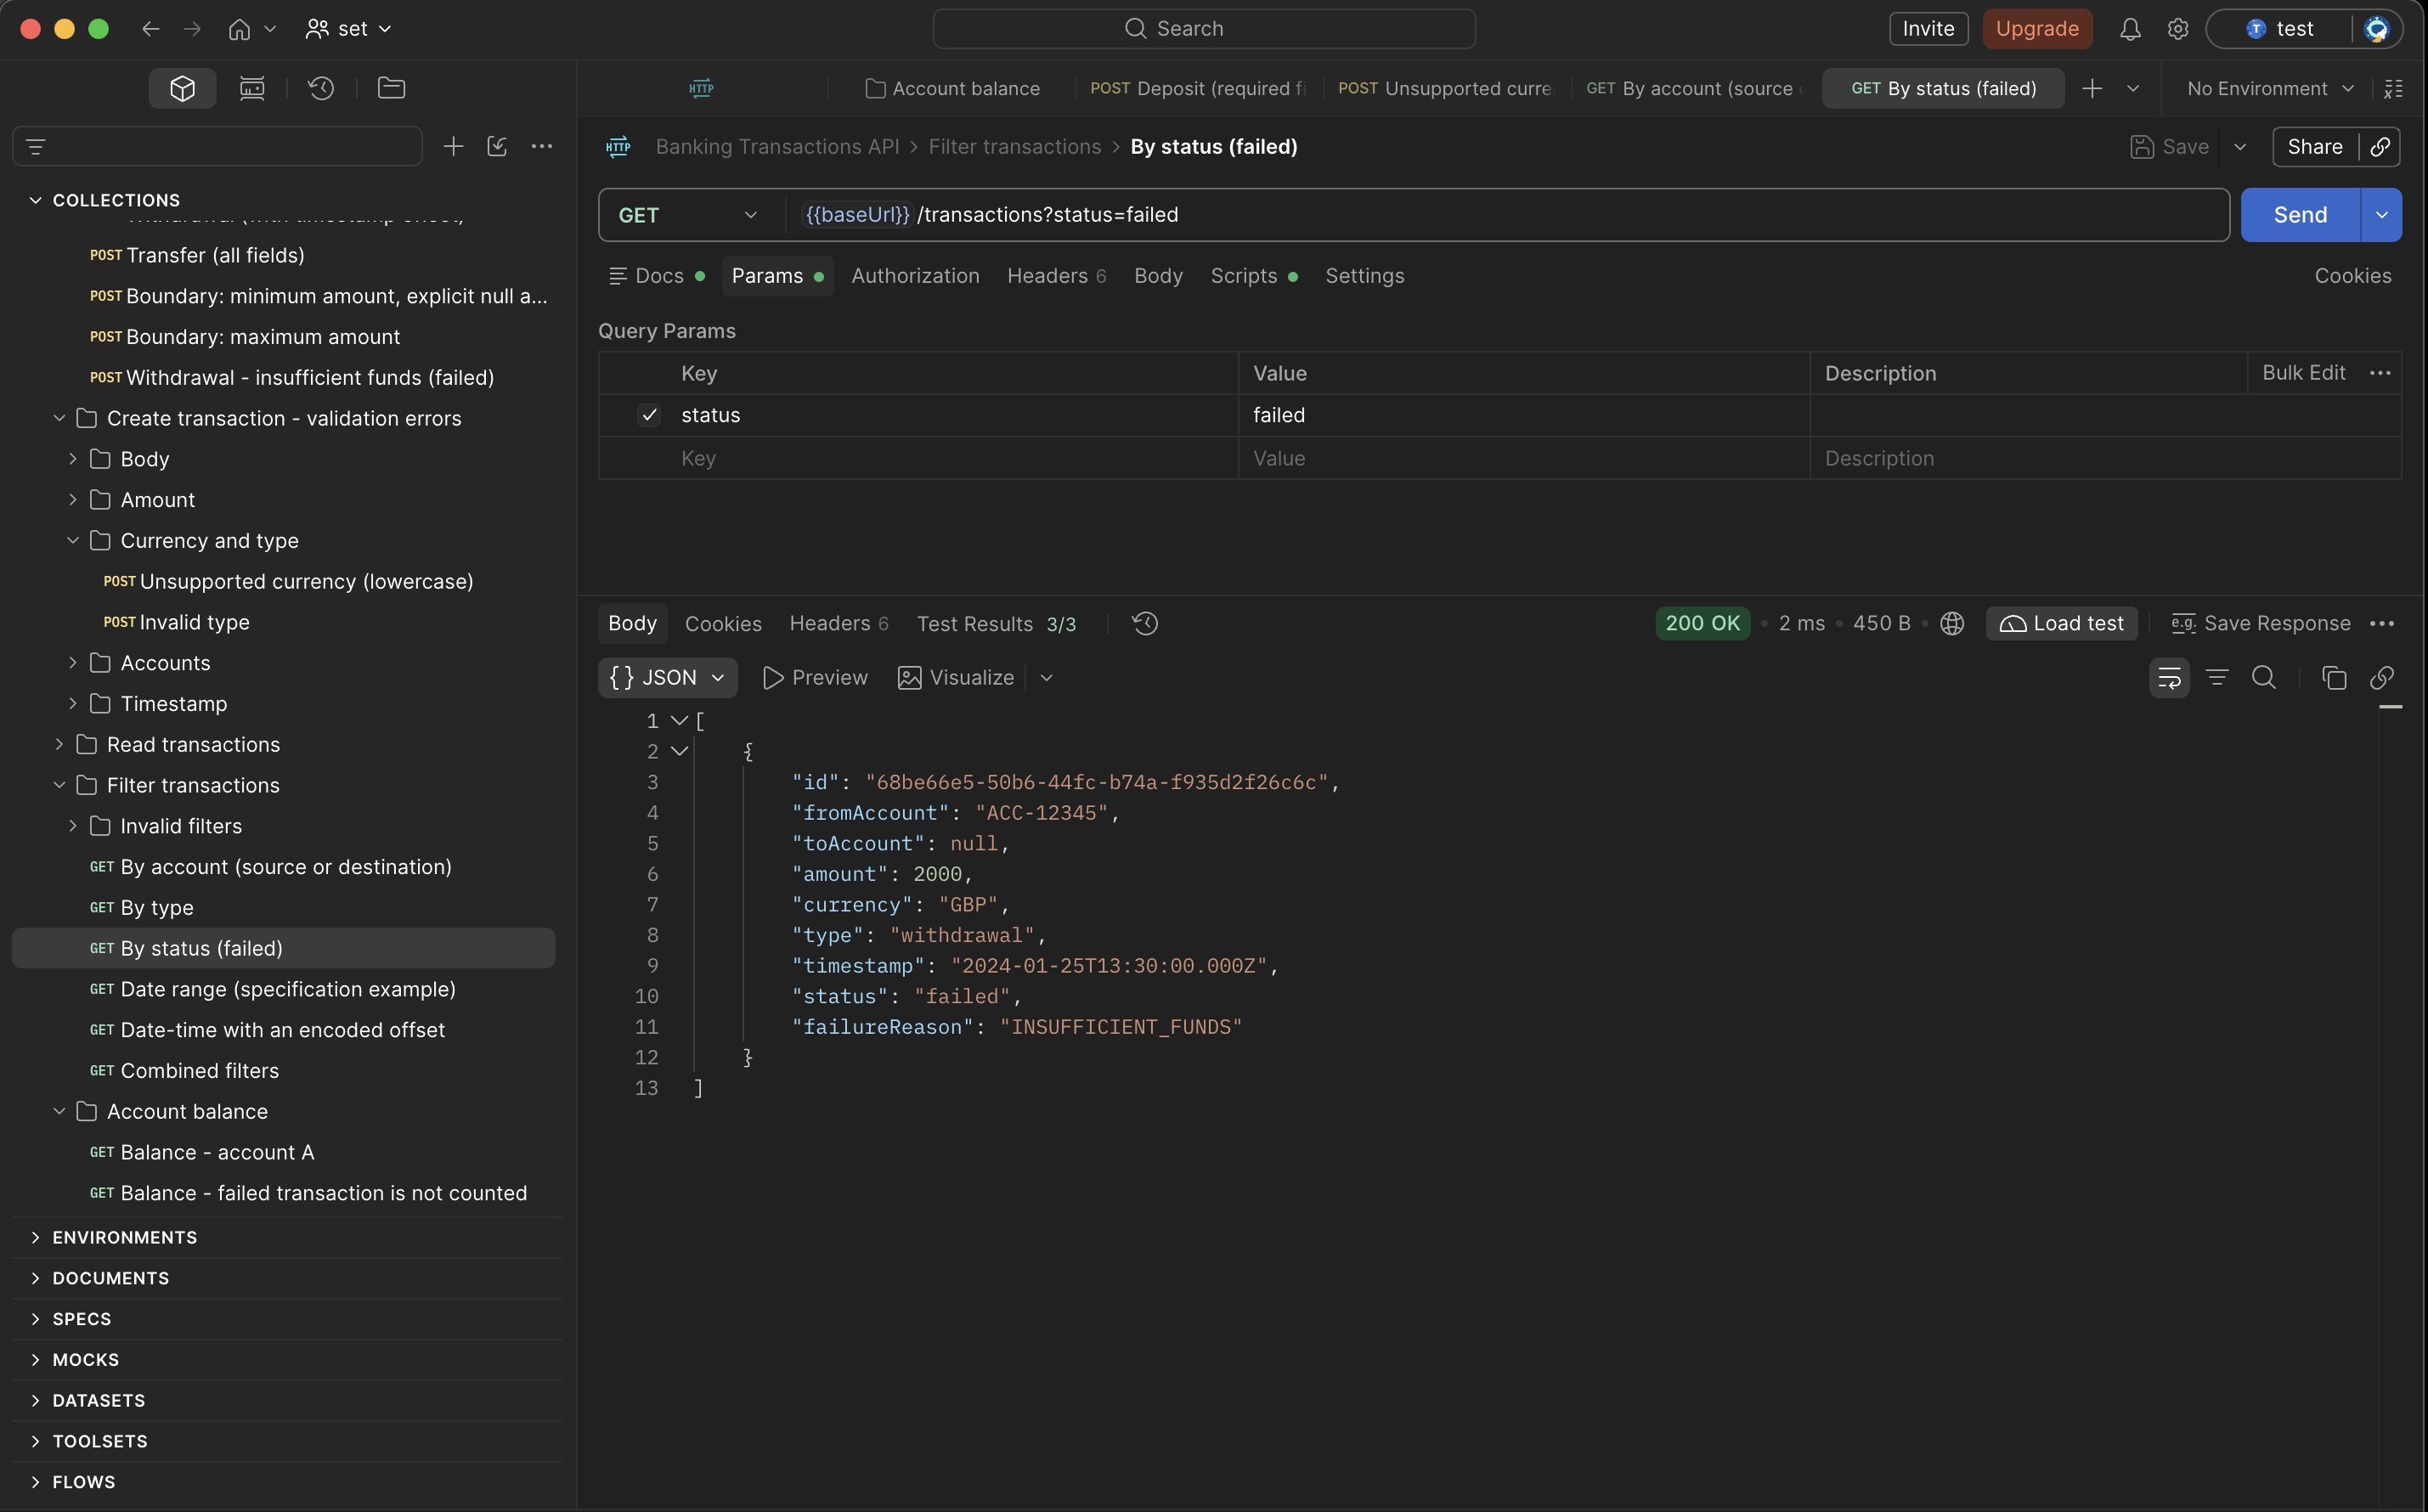 set
Search
Invite
Upgrade
T
test
HTTP
Account balance
POST Deposit (required fi
POST Unsupported curre
GET By account (source
GET By status (failed)
No Environment
HTTP
Banking Transactions API > Filter transactions > By status (failed)
Save
Share
COLLECTIONS
POST Transfer (all fields)
POST Boundary: minimum amount, explicit null a...
POST Boundary: maximum amount
POST Withdrawal - insufficient funds (failed)
Create transaction - validation errors
Body
Amount
Currency and type
POST Unsupported currency (lowercase)
POST Invalid type
Accounts
Timestamp
Read transactions
Filter transactions
Invalid filters
GET By account (source or destination)
GET By type
GET By status (failed)
GET Date range (specification example)
GET Date-time with an encoded offset
GET Combined filters
Account balance
GET Balance - account A
GET Balance - failed transaction is not counted
ENVIRONMENTS
DOCUMENTS
SPECS
MOCKS
DATASETS
TOOLSETS
FLOWS
GET
{{baseUrl}} /transactions?status=failed
Send
Docs
Params
Authorization
Headers 6
Body
Scripts
Settings
Cookies
Query Params
Key Value Description Bulk Edit
status failed
Key Value Description
Body
Cookies
Headers 6
Test Results 3/3
200 OK • 2 ms • 450 B
Load test
e.g. Save Response
{} JSON
Preview
Visualize
1 [
2 {
3 "id": "68be66e5-50b6-44fc-b74a-f935d2f26c6c",
4 "fromAccount": "ACC-12345",
5 "toAccount": null,
6 "amount": 2000,
7 "currency": "GBP",
8 "type": "withdrawal",
9 "timestamp": "2024-01-25T13:30:00.000Z",
10 "status": "failed",
11 "failureReason": "INSUFFICIENT_FUNDS"
12 }
13 ]